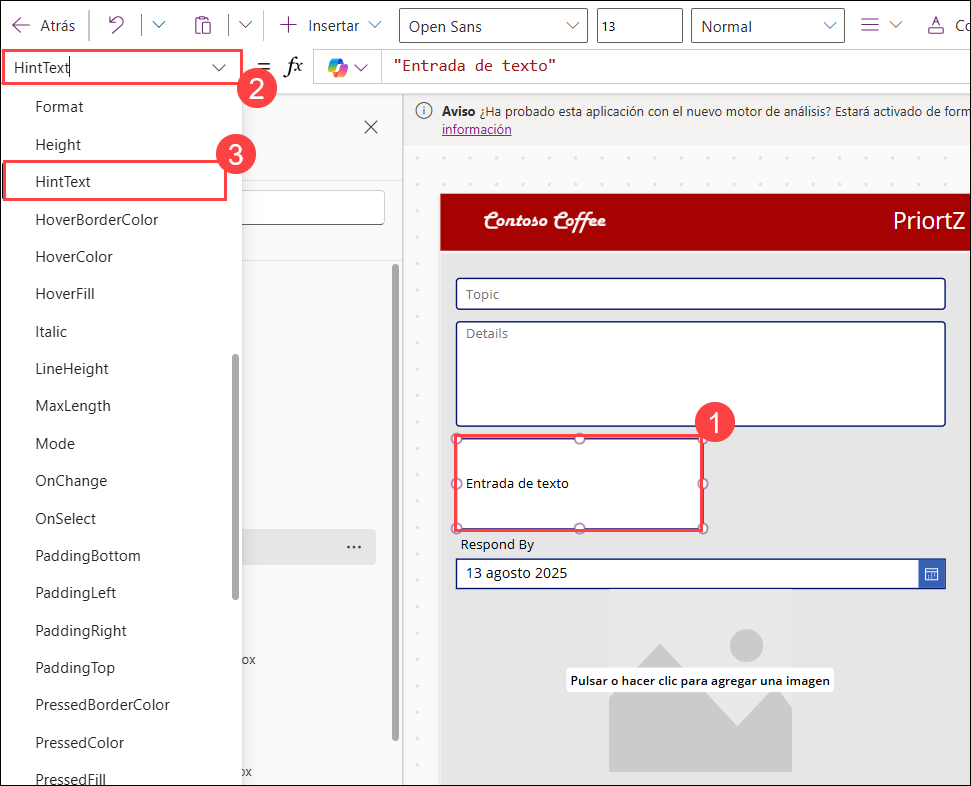 Atrás
Insertar
Open Sans
13
Normal
HintText
2
= fx
"Entrada de texto"
Format
Height
3
HintText
HoverBorderColor
HoverColor
HoverFill
Italic
LineHeight
MaxLength
Mode
OnChange
OnSelect
PaddingBottom
PaddingLeft
PaddingRight
PaddingTop
PressedBorderColor
PressedColor
PressedFill
...
ox
ox
Aviso ¿Ha probado esta aplicación con el nuevo motor de análisis? Estará activado de
información
Contoso Coffee
PriortZ
Topic
Details
1
Entrada de texto
Respond By
13 agosto 2025
Pulsar o hacer clic para agregar una imagen